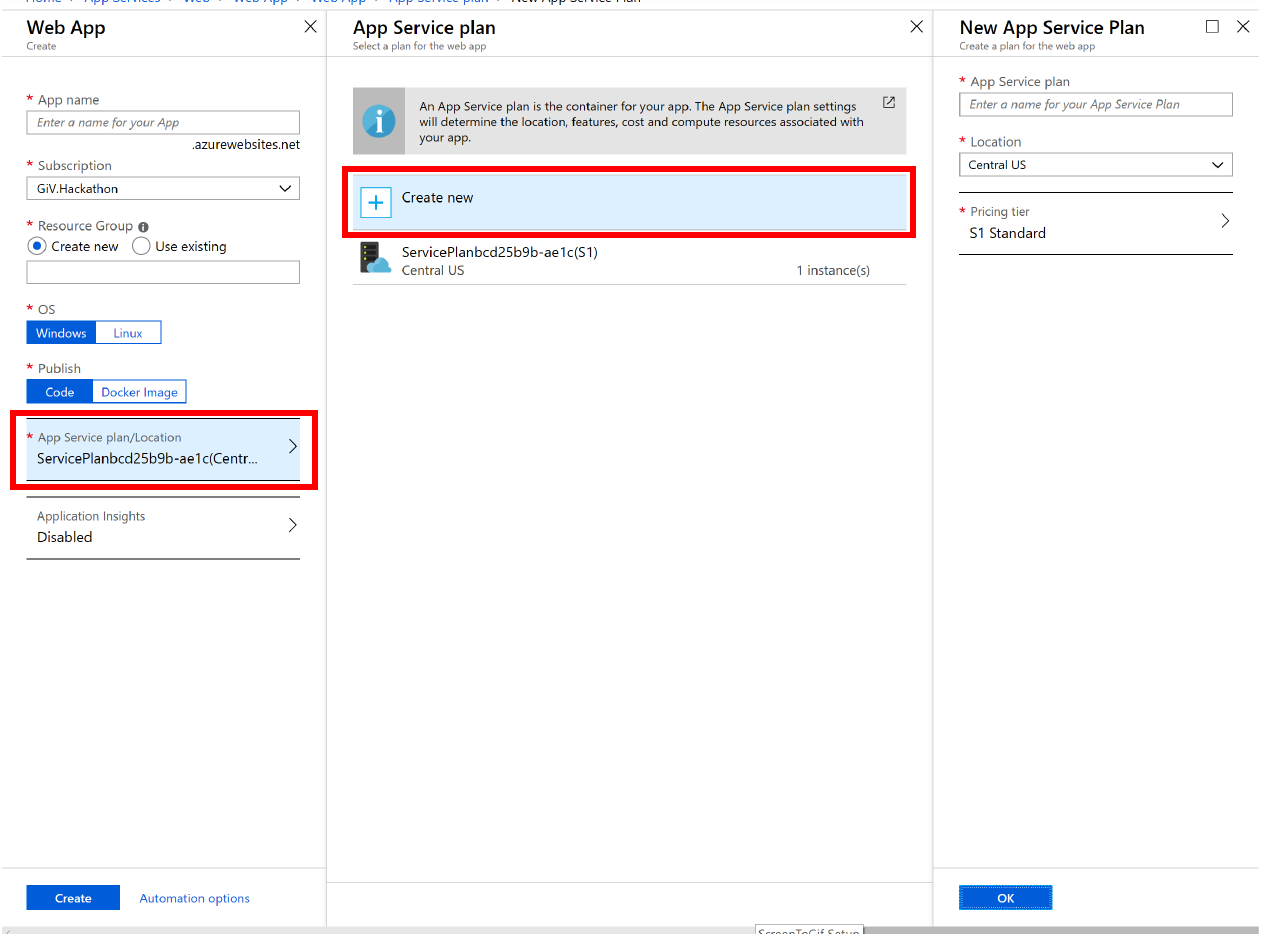 Home > App Services > Web > Web App > Web App > App Service plan > New App Service Plan
Web App
Create
* App name
Enter a name for your App
.azurewebsites.net
* Subscription
GiV.Hackathon
* Resource Group
Create new Use existing
* OS
Windows Linux
* Publish
Code Docker Image
* App Service plan/Location
ServicePlanbcd25b9b-ae1c(Centr...
Application Insights
Disabled
Create Automation options
App Service plan
Select a plan for the web app
An App Service plan is the container for your app. The App Service plan settings
will determine the location, features, cost and compute resources associated with
your app.
Create new
ServicePlanbcd25b9b-ae1c(S1)
Central US 1 instance(s)
New App Service Plan
Create a plan for the web app
* App Service plan
Enter a name for your App Service Plan
* Location
Central US
* Pricing tier
S1 Standard
OK
ScreenToGif Setup